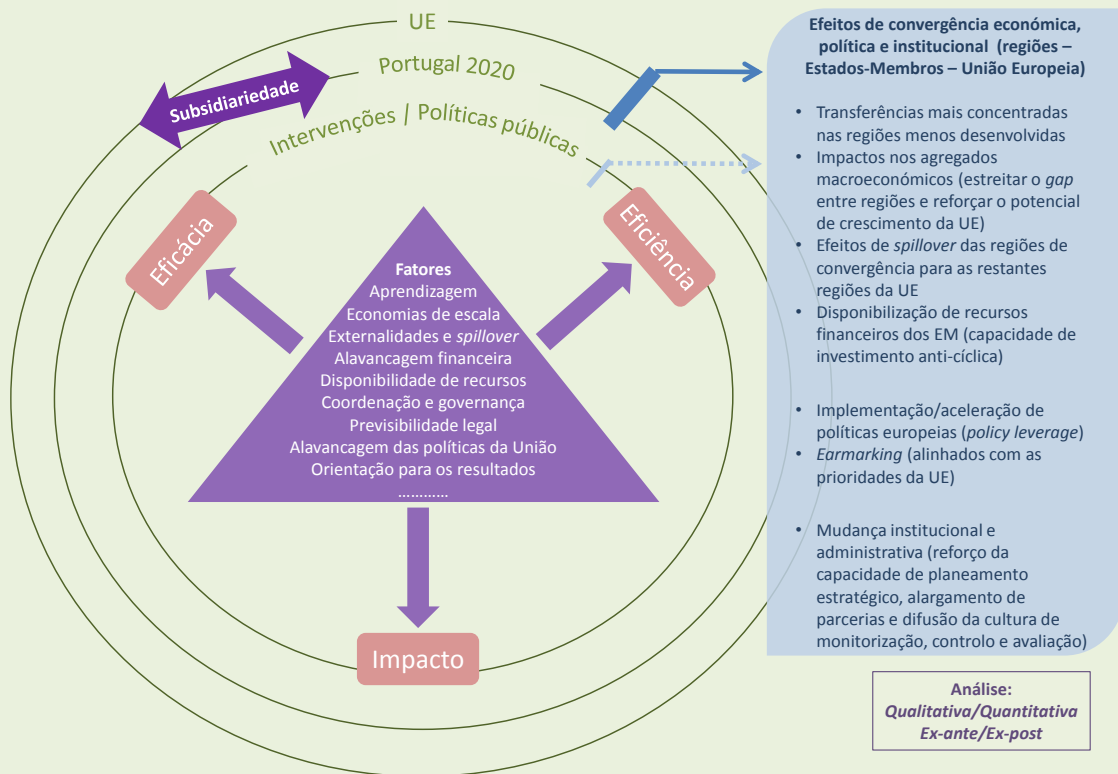 UE
Portugal 2020
Intervenções | Políticas públicas
Subsidiariedade
Eficácia
Eficiência
Fatores
Aprendizagem
Economias de escala
Externalidades e spillover
Alavancagem financeira
Disponibilidade de recursos
Coordenação e governança
Previsibilidade legal
Alavancagem das políticas da União
Orientação para os resultados
............
Impacto
Efeitos de convergência económica,
política e institucional (regiões –
Estados-Membros – União Europeia)
• Transferências mais concentradas
nas regiões menos desenvolvidas
• Impactos nos agregados
macroeconómicos (estreitar o gap
entre regiões e reforçar o potencial
de crescimento da UE)
• Efeitos de spillover das regiões de
convergência para as restantes
regiões da UE
• Disponibilização de recursos
financeiros dos EM (capacidade de
investimento anti-cíclica)
• Implementação/aceleração de
políticas europeias (policy leverage)
• Earmarking (alinhados com as
prioridades da UE)
• Mudança institucional e
administrativa (reforço da
capacidade de planeamento
estratégico, alargamento de
parcerias e difusão da cultura de
monitorização, controlo e avaliação)
Análise:
Qualitativa/Quantitativa
Ex-ante/Ex-post